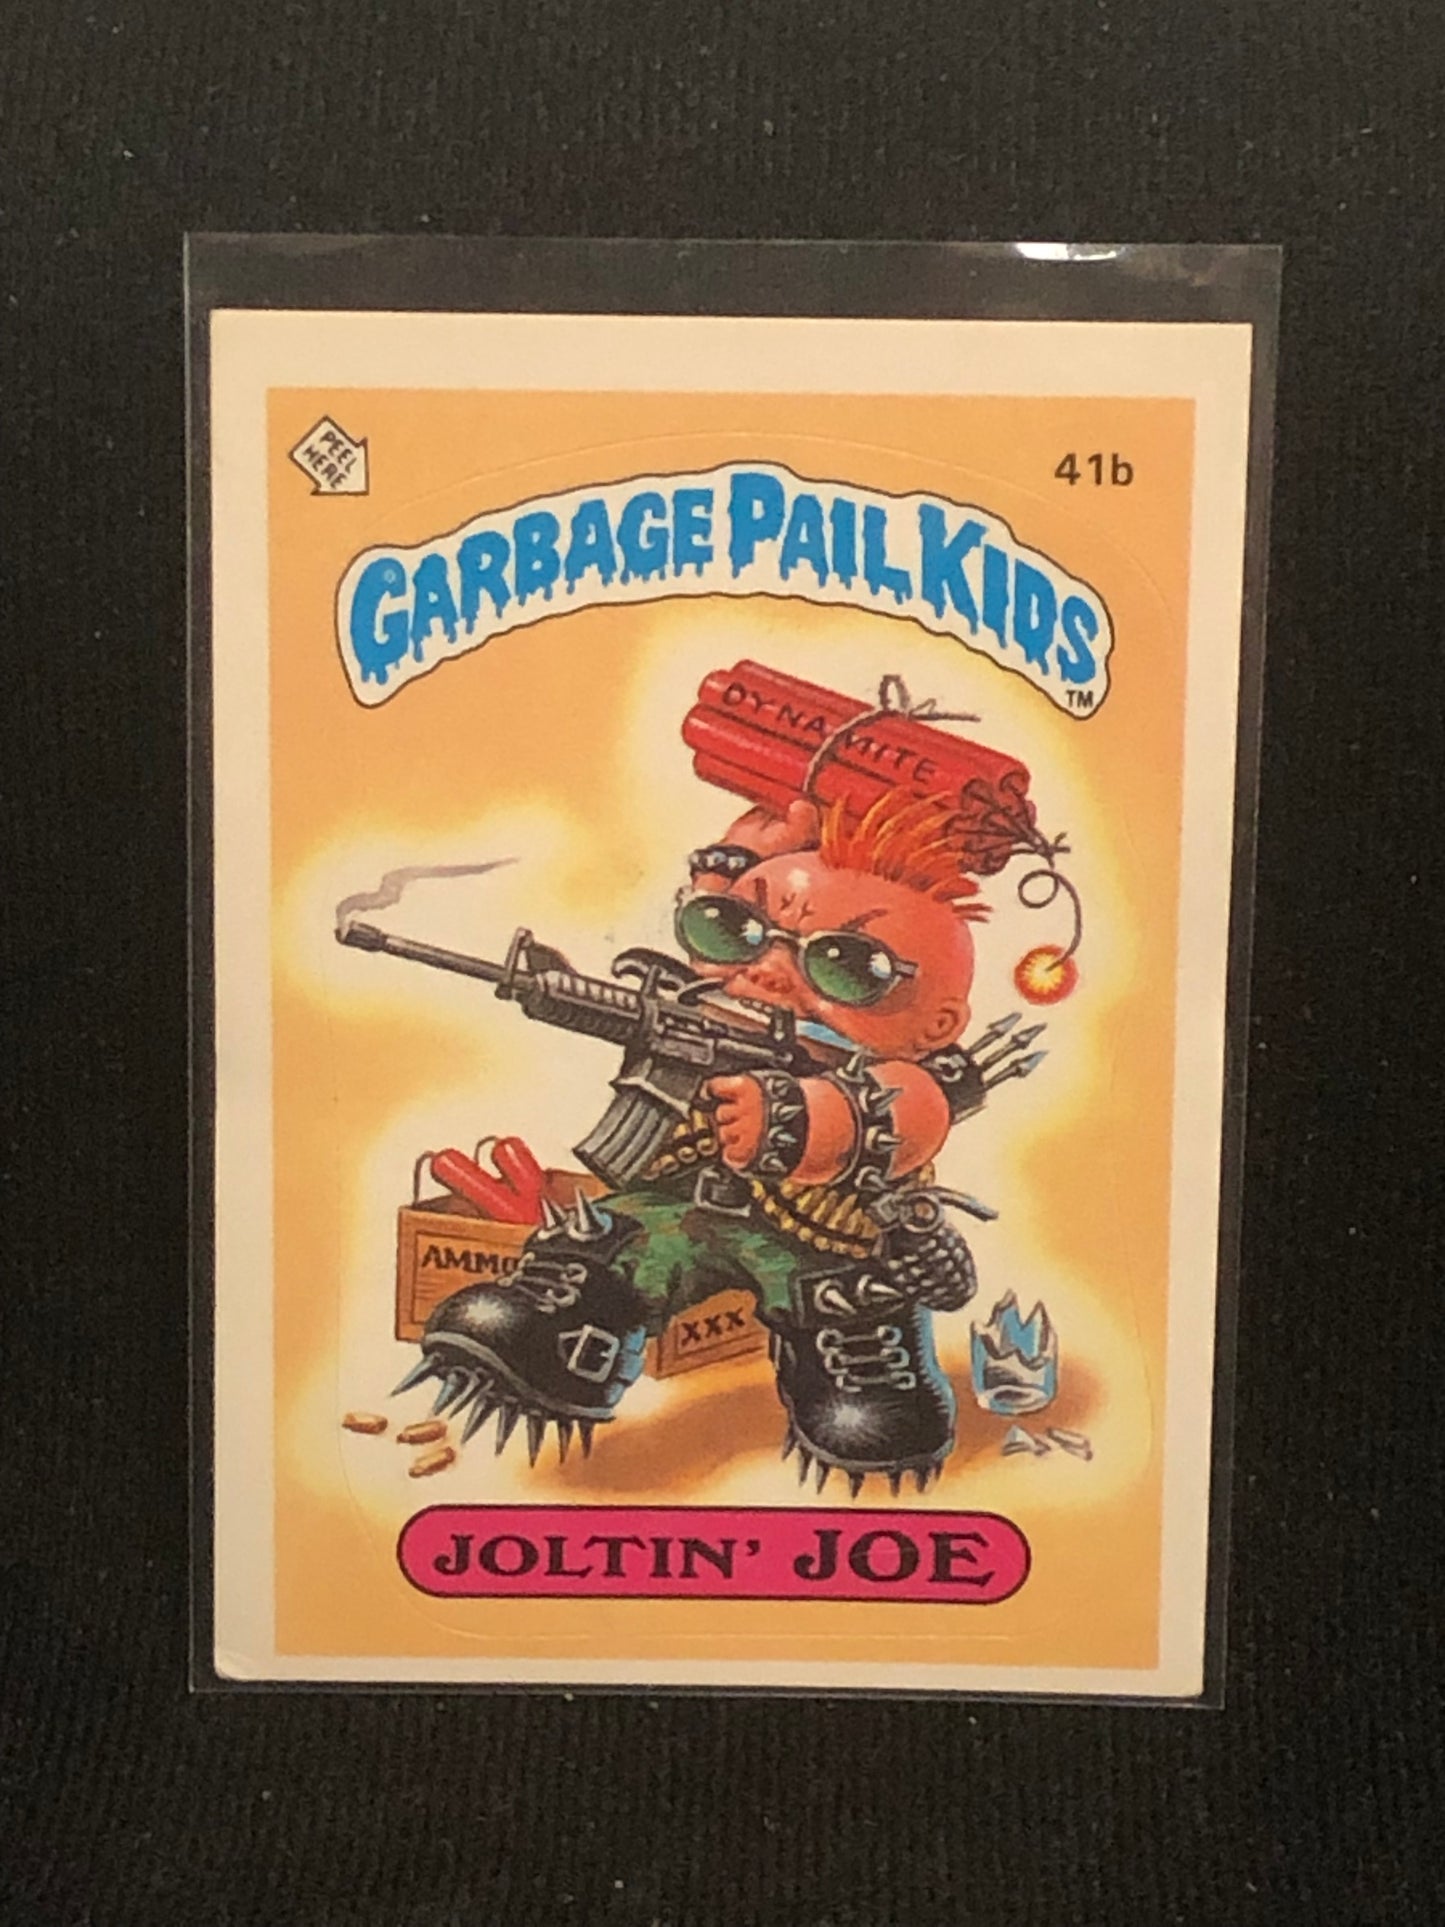 PEEL
HERE
41b
GARBAGE PAIL KIDS
TM
DYNAMITE
AMMO
XXX
JOLTIN' JOE